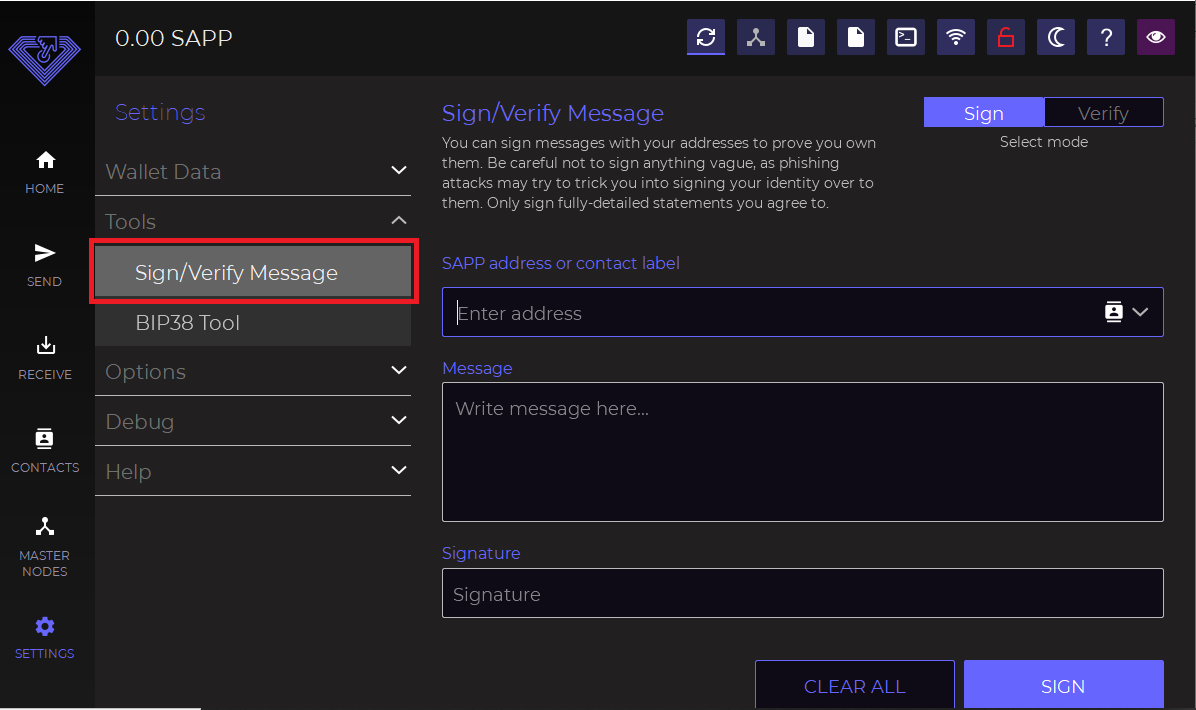 0.00 SAPP
HOME
SEND
RECEIVE
CONTACTS
MASTER
NODES
SETTINGS
Settings
Wallet Data
Tools
Sign/Verify Message
BIP38 Tool
Options
Debug
Help
Sign/Verify Message
You can sign messages with your addresses to prove you own
them. Be careful not to sign anything vague, as phishing
attacks may try to trick you into signing your identity over to
them. Only sign fully-detailed statements you agree to.
Sign
Verify
Select mode
SAPP address or contact label
Enter address
Message
Write message here...
Signature
Signature
CLEAR ALL
SIGN